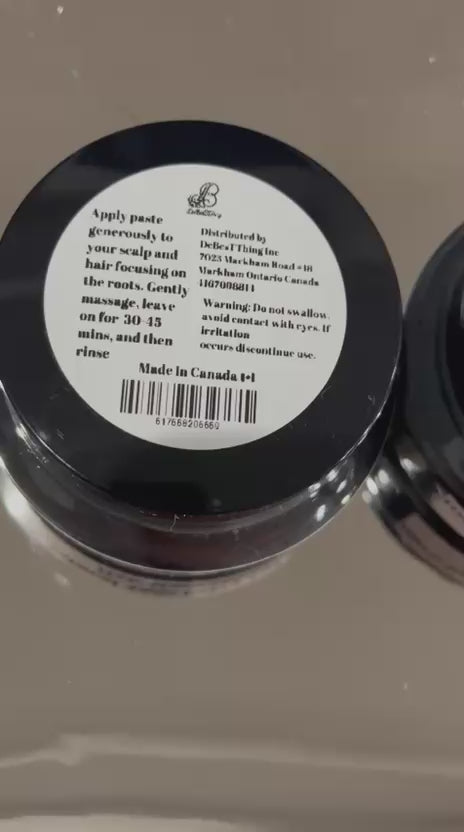 Apply paste
generously to
your scalp and
hair focusing on
the roots. Gently
massage, leave
on for 30-45
mins, and then
rinse
Distributed by
DeBesTThing Inc
7023 Markham Road #18
Markham Ontario Canada
Warning: Do not swallow.
avoid contact with eyes. If
irritation
occurs discontinue use.
Made in Canada